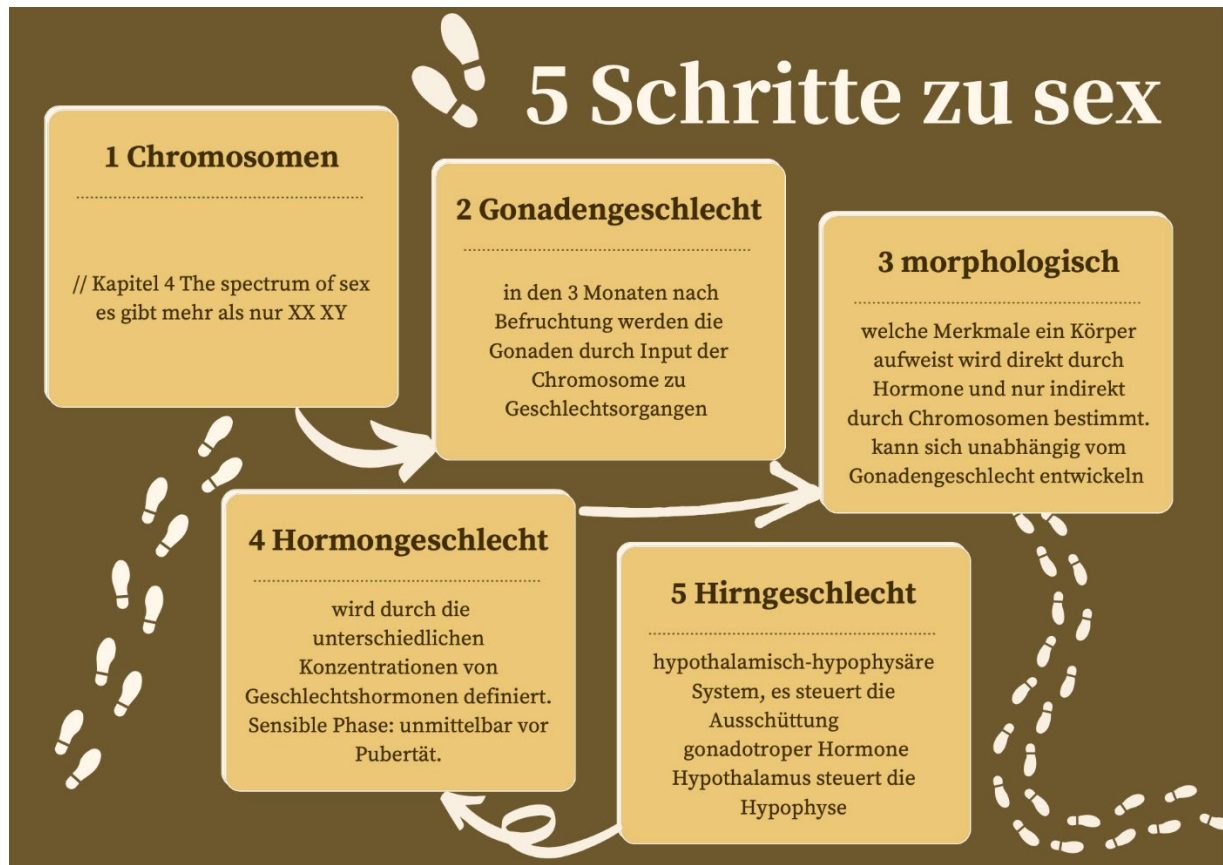 5 Schritte zu sex
1 Chromosomen
// Kapitel 4 The spectrum of sex
es gibt mehr als nur XX XY
2 Gonadengeschlecht
in den 3 Monaten nach
Befruchtung werden die
Gonaden durch Input der
Chromosome zu
Geschlechtsorgangen
3 morphologisch
welche Merkmale ein Körper
aufweist wird direkt durch
Hormone und nur indirekt
durch Chromosomen bestimmt.
kann sich unabhängig vom
Gonadengeschlecht entwickeln
4 Hormongeschlecht
wird durch die
unterschiedlichen
Konzentrationen von
Geschlechtshormonen definiert.
Sensible Phase: unmittelbar vor
Pubertät.
5 Hirngeschlecht
hypothalamisch-hypophysäre
System, es steuert die
Ausschüttung
gonadotroper Hormone
Hypothalamus steuert die
Hypophyse